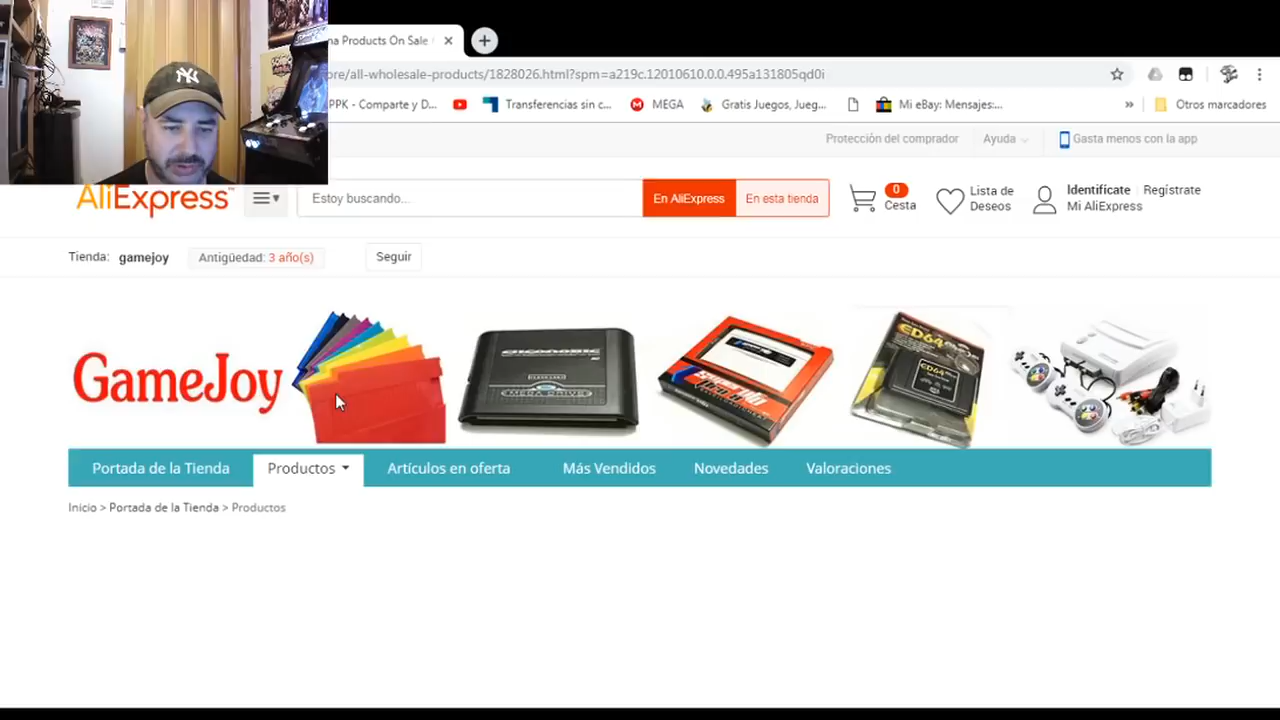 na Products On Sale
ore/all-wholesale-products/1828026.html?spm=a219c.12010610.0.0.495a131805qd0i
PPK - Comparte y D...
Transferencias sin c...
MEGA
Gratis Juegos, Jueg...
Mi eBay: Mensajes:...
»
Otros marcadores
Protección del comprador
Ayuda
Gasta menos con la app
AliExpress™
Estoy buscando...
En AliExpress
En esta tienda
0
Cesta
Lista de
Deseos
Identifícate
Regístrate
Mi AliExpress
Tienda: gamejoy
Antigüedad: 3 año(s)
Seguir
GameJoy
MEGA DRIVE
ED64 Plus
Portada de la Tienda
Productos
Artículos en oferta
Más Vendidos
Novedades
Valoraciones
Inicio > Portada de la Tienda > Productos